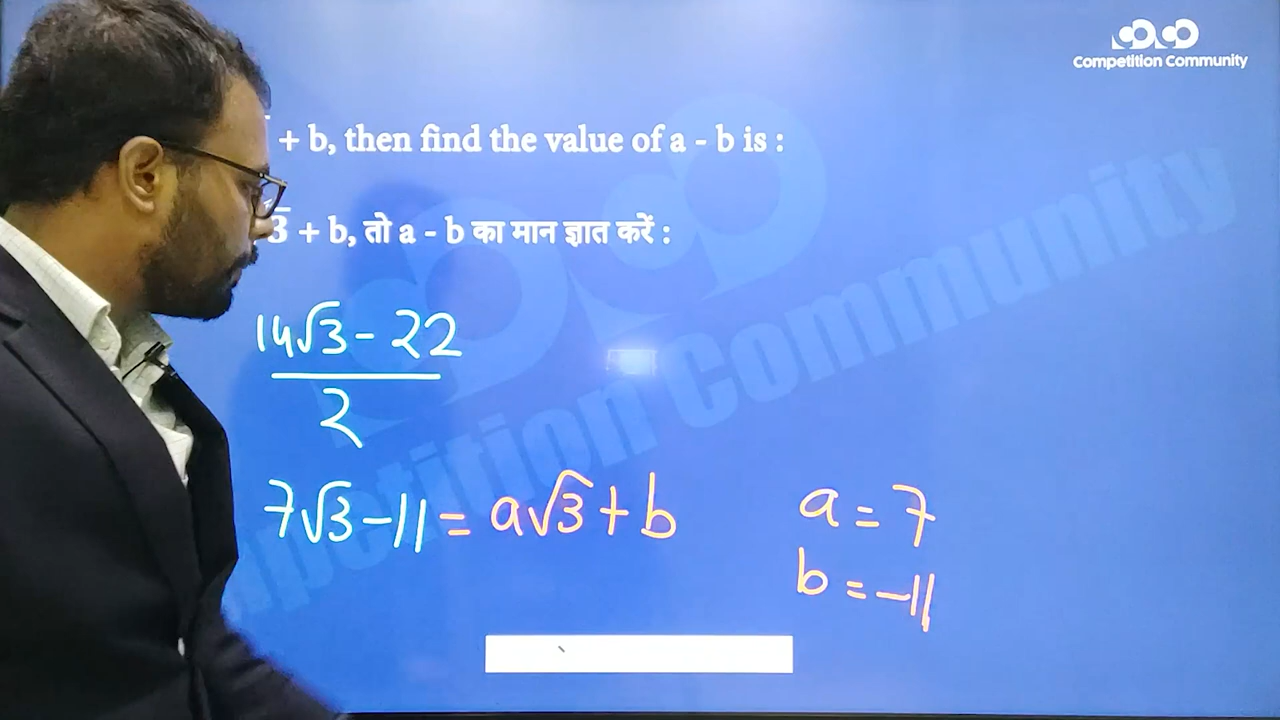 Competition Community
+ b, then find the value of a - b is :
√3 + b, तो a - b का मान ज्ञात करें :
14√3 - 22
2
7√3 - 11 = a√3 + b
a = 7
b = -11
Competition Community